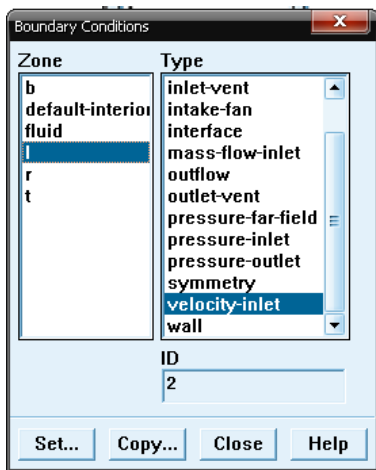 Boundary Conditions
Zone
b
default-interior
fluid
l
r
t
Type
inlet-vent
intake-fan
interface
mass-flow-inlet
outflow
outlet-vent
pressure-far-field
pressure-inlet
pressure-outlet
symmetry
velocity-inlet
wall
ID
2
Set... Copy... Close Help